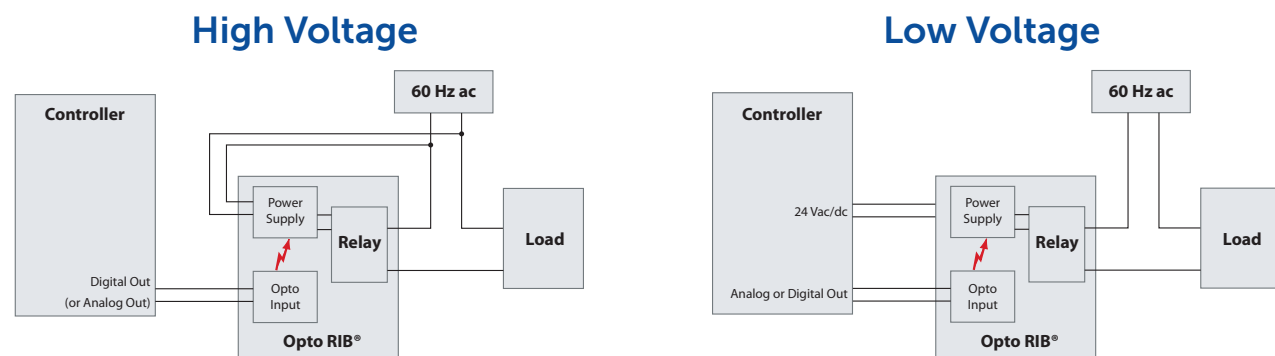 High Voltage
60 Hz ac
Controller
Power
Supply
Relay
Load
Digital Out
(or Analog Out)
Opto
Input
Opto RIB®
Low Voltage
60 Hz ac
Controller
24 Vac/dc
Power
Supply
Relay
Load
Analog or Digital Out
Opto
Input
Opto RIB®